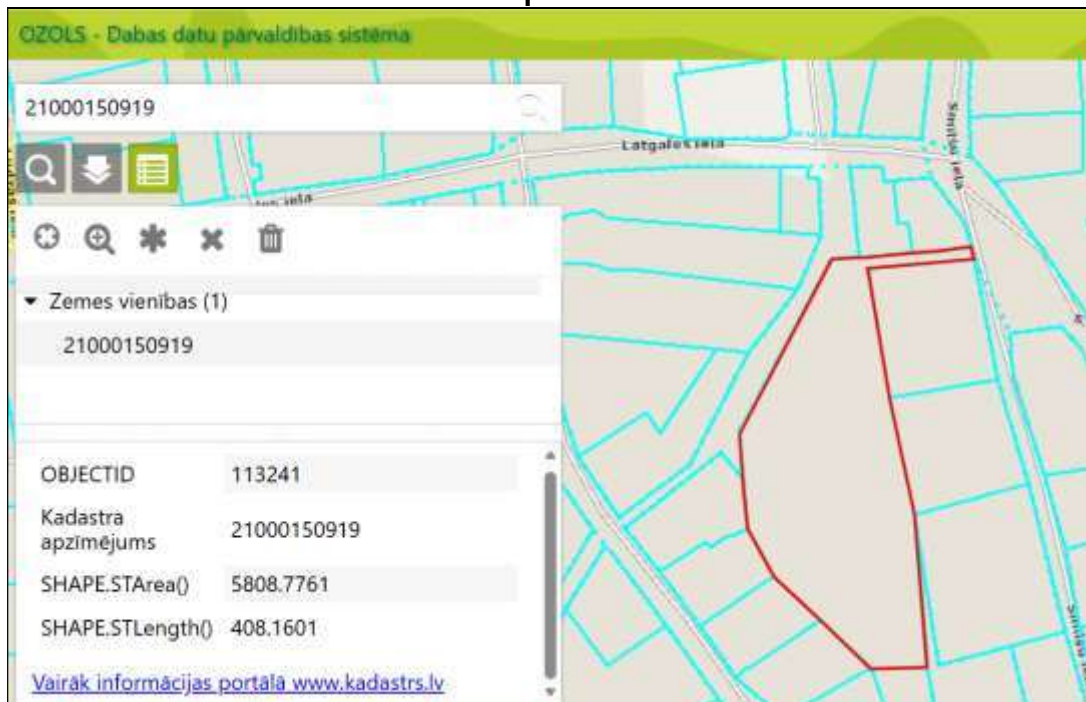 OZOLS - Dabas datu pārvaldības sistēma
21000150919
Latgales iela
Zemes vienības (1)
21000150919
OBJECTID 113241
Kadastra apzīmējums 21000150919
SHAPE.STArea() 5808.7761
SHAPE.STLength() 408.1601
Vairāk informācijas portālā www.kadastrs.lv